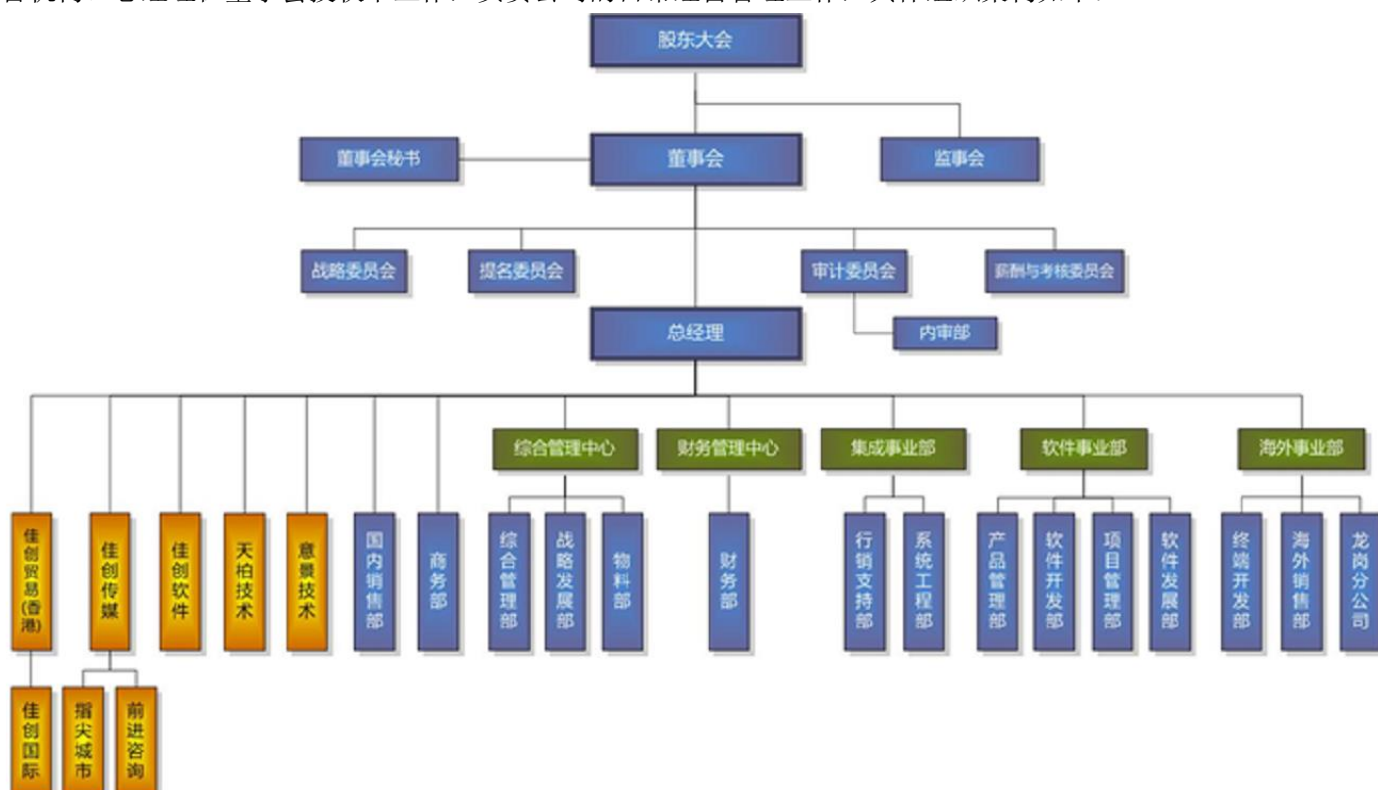 股东大会
董事会秘书
董事会
监事会
战略委员会
提名委员会
审计委员会
薪酬与考核委员会
总经理
内审部
综合管理中心
财务管理中心
集成事业部
软件事业部
海外事业部
佳创贸易(香港)
佳创传媒
佳创软件
天柏技术
意景技术
国内销售部
商务部
综合管理部
战略发展部
物料部
财务部
行销支持部
系统工程部
产品管理部
软件开发部
项目管理部
软件发展部
终端开发部
海外销售部
龙岗分公司
佳创国际
指尖城市
前进咨询